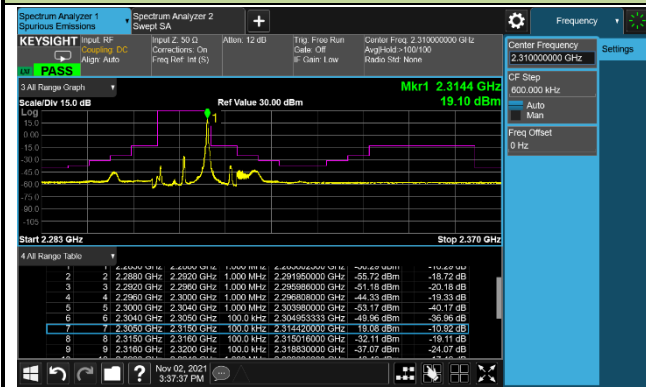 Spectrum Analyzer 1
Spurious Emissions
Spectrum Analyzer 2
Swept SA
+
Frequency
KEYSIGHT
Input: RF
Coupling: DC
Align: Auto
Input Z: 50 Ω
Corrections: On
Freq Ref: Int (S)
Atten: 12 dB
Trig: Free Run
Gate: Off
IF Gain: Low
Center Freq: 2.310000000 GHz
Avg|Hold:>100/100
Radio Std: None
PASS
Center Frequency
2.310000000 GHz
Settings
CF Step
600.000 kHz
Auto
Man
Freq Offset
0 Hz
3 All Range Graph
Mkr1 2.3144 GHz
Scale/Div 15.0 dB
Ref Value 30.00 dBm
19.10 dBm
Log
1
15.0
0.00
-15.0
-30.0
-45.0
-60.0
-75.0
-90.0
-105
Start 2.283 GHz
Stop 2.370 GHz
4 All Range Table
2 2 2.2880 GHz 2.2920 GHz 1.000 MHz 2.291950000 GHz -55.72 dBm -18.72 dB
3 3 2.2920 GHz 2.2960 GHz 1.000 MHz 2.295986000 GHz -51.18 dBm -20.18 dB
4 4 2.2960 GHz 2.3000 GHz 1.000 MHz 2.296808000 GHz -44.33 dBm -19.33 dB
5 5 2.3000 GHz 2.3040 GHz 1.000 MHz 2.303980000 GHz -53.17 dBm -40.17 dB
6 6 2.3040 GHz 2.3050 GHz 100.0 kHz 2.304953333 GHz -49.96 dBm -36.96 dB
7 7 2.3050 GHz 2.3150 GHz 100.0 kHz 2.314420000 GHz 19.08 dBm -10.92 dB
8 8 2.3150 GHz 2.3160 GHz 100.0 kHz 2.315016000 GHz -32.11 dBm -19.11 dB
9 9 2.3160 GHz 2.3200 GHz 100.0 kHz 2.318830000 GHz -37.07 dBm -24.07 dB
?
Nov 02, 2021
3:37:37 PM